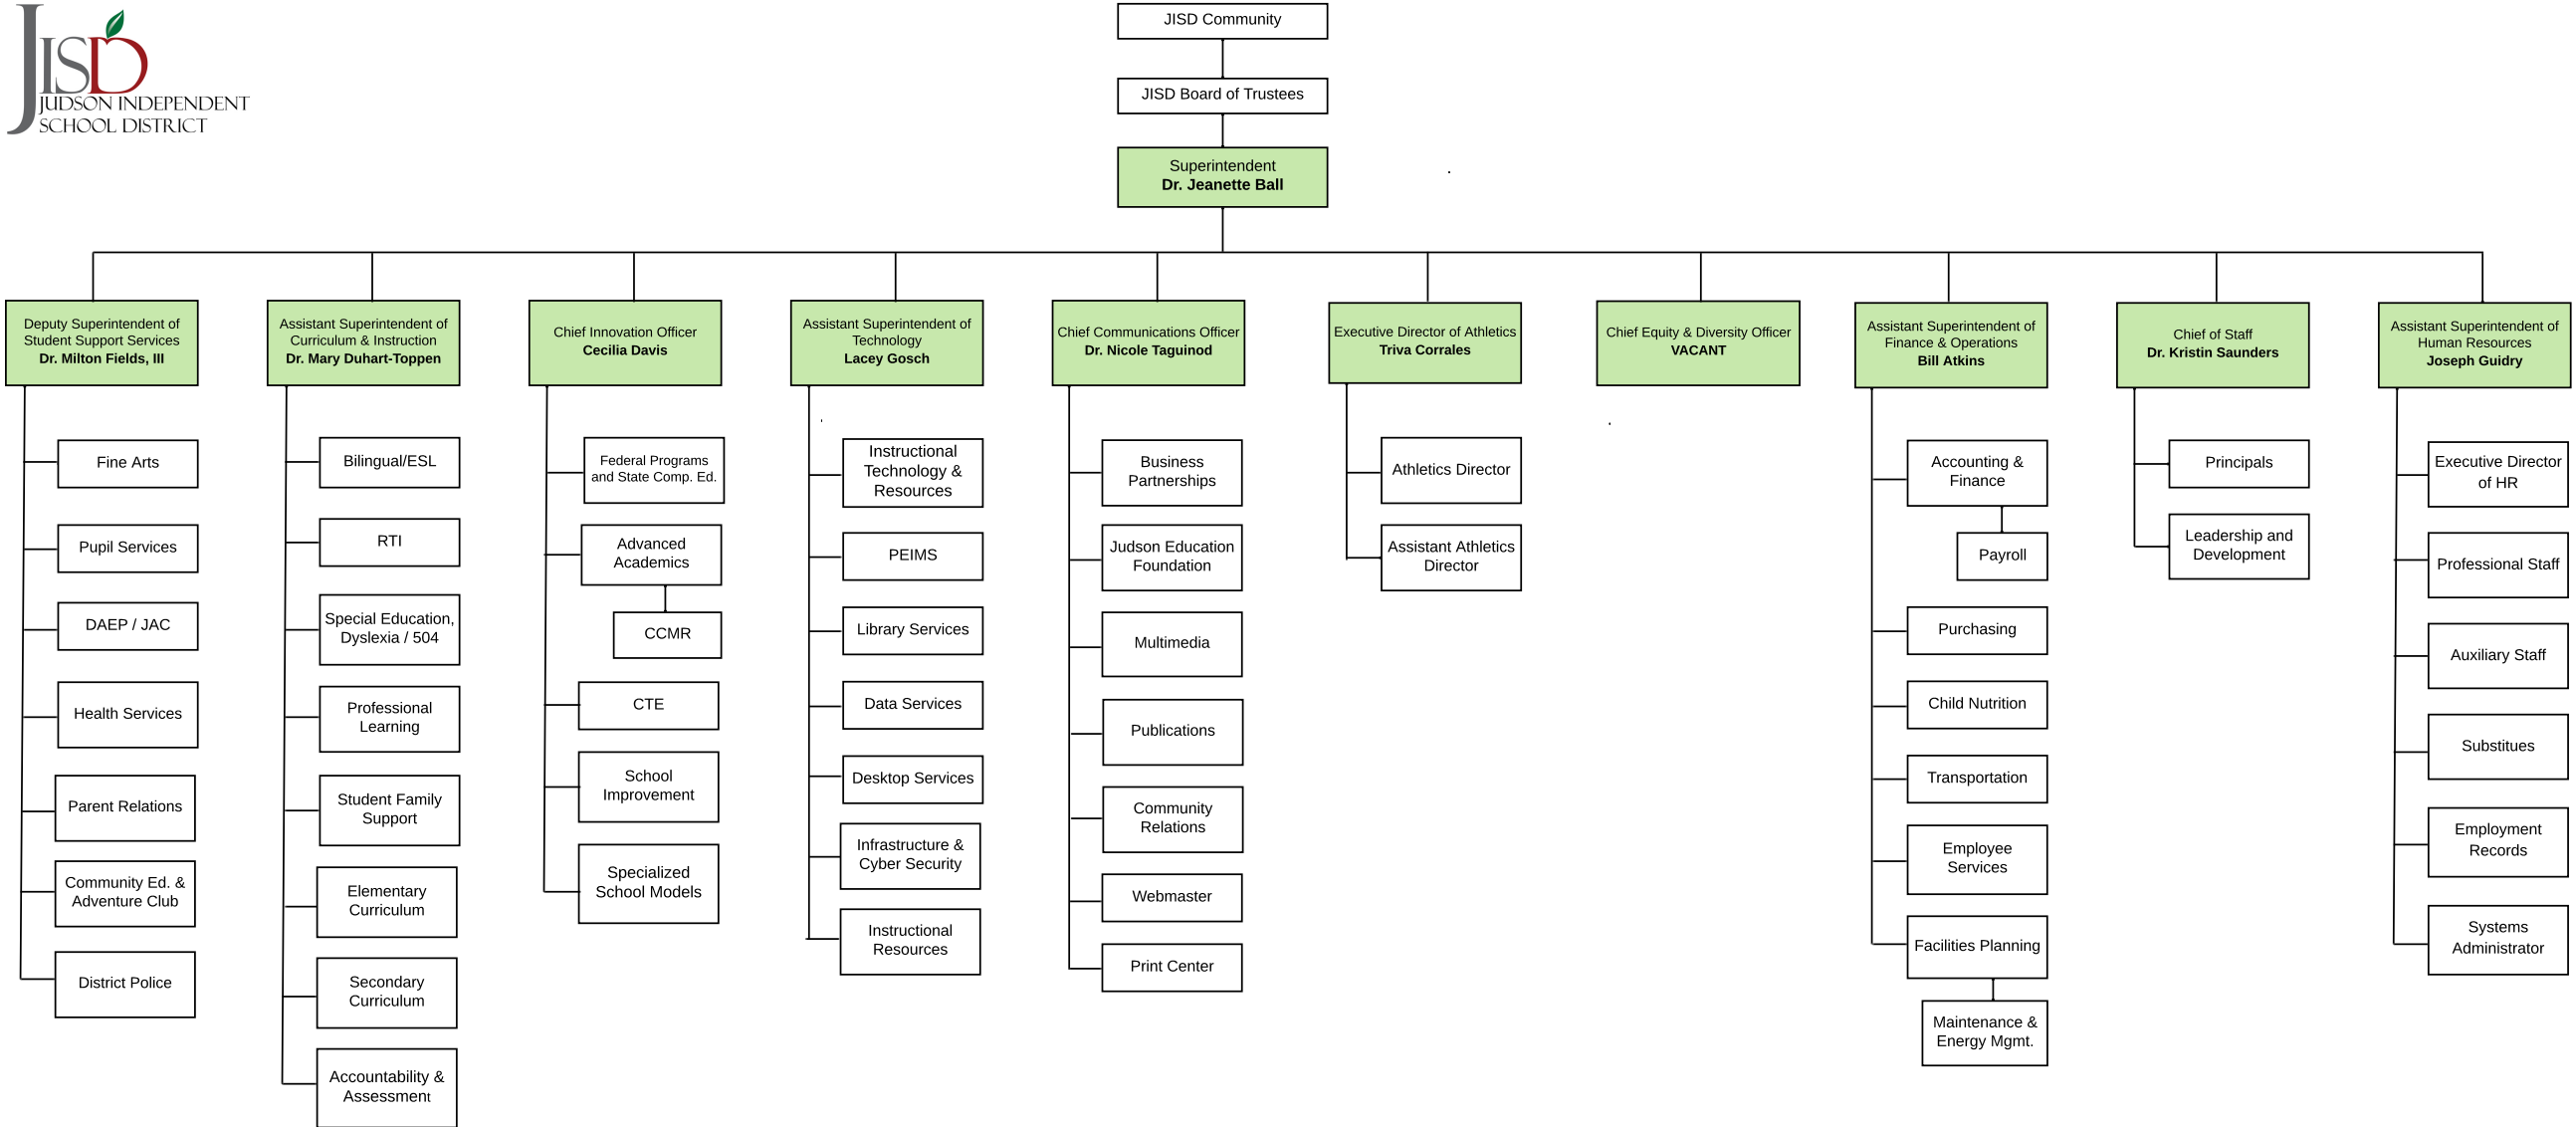 JISD
JUDSON INDEPENDENT
SCHOOL DISTRICT
JISD Community
JISD Board of Trustees
Superintendent
Dr. Jeanette Ball
Deputy Superintendent of
Student Support Services
Dr. Milton Fields, III
Fine Arts
Pupil Services
DAEP / JAC
Health Services
Parent Relations
Community Ed. &
Adventure Club
District Police
Assistant Superintendent of
Curriculum & Instruction
Dr. Mary Duhart-Toppen
Bilingual/ESL
RTI
Special Education,
Dyslexia / 504
Professional
Learning
Student Family
Support
Elementary
Curriculum
Secondary
Curriculum
Accountability &
Assessment
Chief Innovation Officer
Cecilia Davis
Federal Programs
and State Comp. Ed.
Advanced
Academics
CCMR
CTE
School
Improvement
Specialized
School Models
Assistant Superintendent of
Technology
Lacey Gosch
Instructional
Technology &
Resources
PEIMS
Library Services
Data Services
Desktop Services
Infrastructure &
Cyber Security
Instructional
Resources
Chief Communications Officer
Dr. Nicole Taguinod
Business
Partnerships
Judson Education
Foundation
Multimedia
Publications
Community
Relations
Webmaster
Print Center
Executive Director of Athletics
Triva Corrales
Athletics Director
Assistant Athletics
Director
Chief Equity & Diversity Officer
VACANT
Assistant Superintendent of
Finance & Operations
Bill Atkins
Accounting &
Finance
Payroll
Purchasing
Child Nutrition
Transportation
Employee
Services
Facilities Planning
Maintenance &
Energy Mgmt.
Chief of Staff
Dr. Kristin Saunders
Principals
Leadership and
Development
Assistant Superintendent of
Human Resources
Joseph Guidry
Executive Director
of HR
Professional Staff
Auxiliary Staff
Substitues
Employment
Records
Systems
Administrator